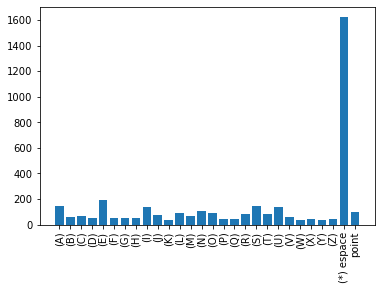 1600
1400
1200
1000
800
600
400
200
0
(A)
(B)
(C)
(D)
(E)
(F)
(G)
(H)
(I)
(J)
(K)
(L)
(M)
(N)
(O)
(P)
(Q)
(R)
(S)
(T)
(U)
(V)
(W)
(X)
(Y)
(Z)
(*) espace
point